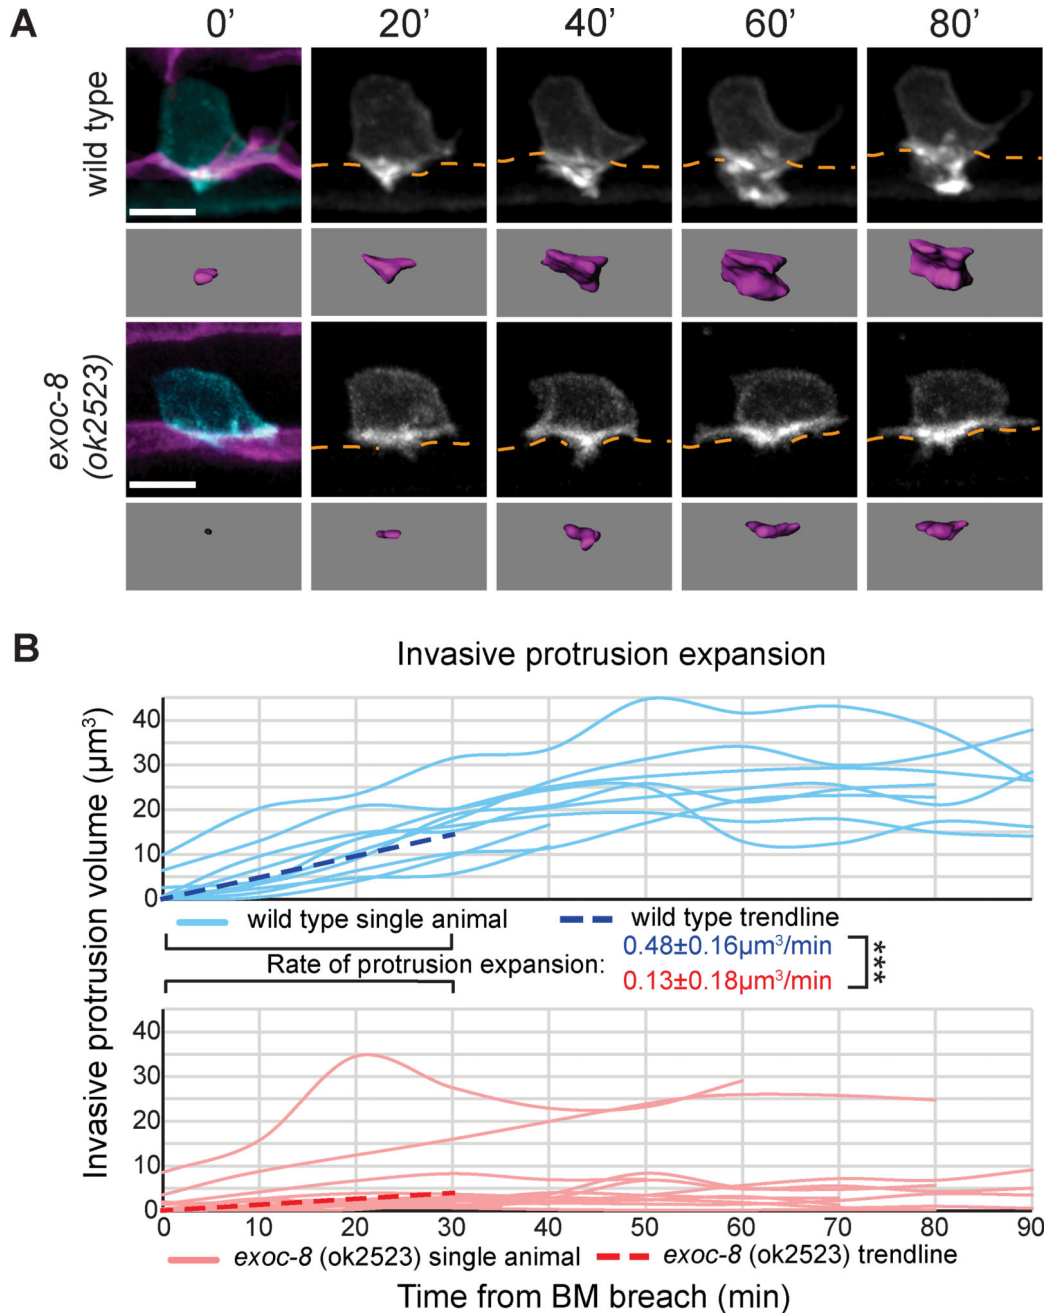 A
0’ 20’ 40’ 60’ 80’
wild type
exoc-8
(ok2523)
B
Invasive protrusion expansion
Invasive protrusion volume (µm³)
40
30
20
10
0
wild type single animal
wild type trendline
Rate of protrusion expansion:
0.48±0.16µm³/min
0.13±0.18µm³/min
***
40
30
20
10
0
0 10 20 30 40 50 60 70 80 90
exoc-8 (ok2523) single animal
exoc-8 (ok2523) trendline
Time from BM breach (min)